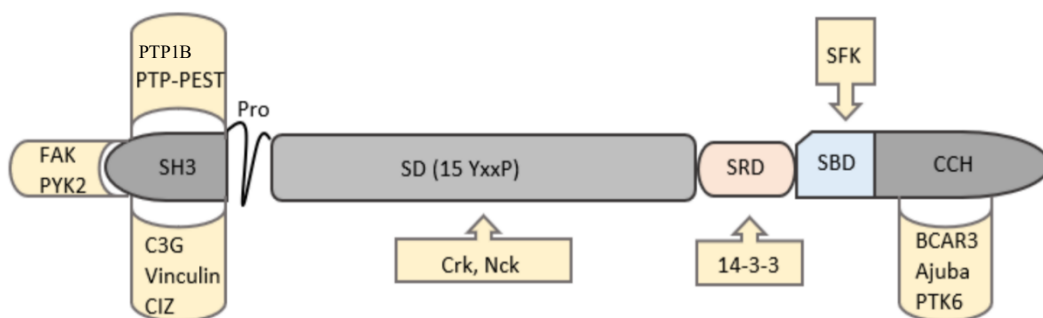 PTP1B
PTP-PEST
SFK
Pro
FAK
PYK2
SH3
SD (15 YxxP)
SRD
SBD
CCH
C3G
Vinculin
CIZ
Crk, Nck
14-3-3
BCAR3
Ajuba
PTK6